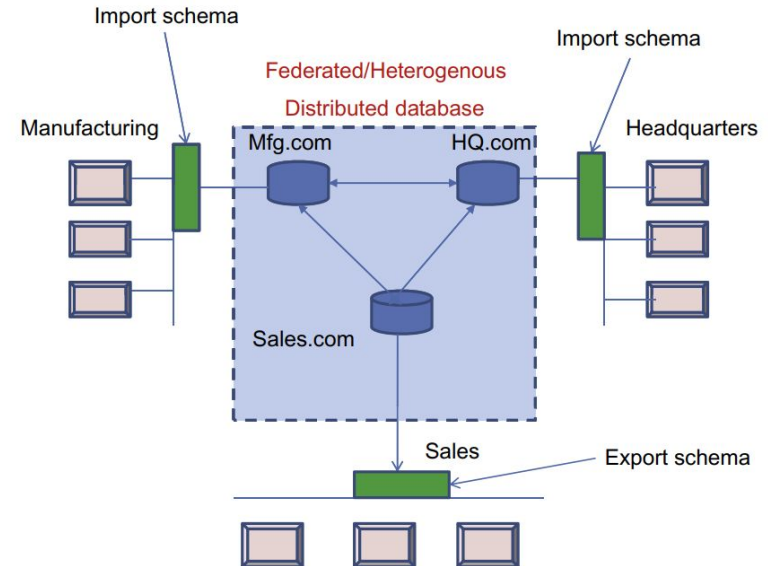 Import schema
Import schema
Federated/Heterogenous
Distributed database
Manufacturing
Headquarters
Mfg.com
HQ.com
Sales.com
Sales
Export schema